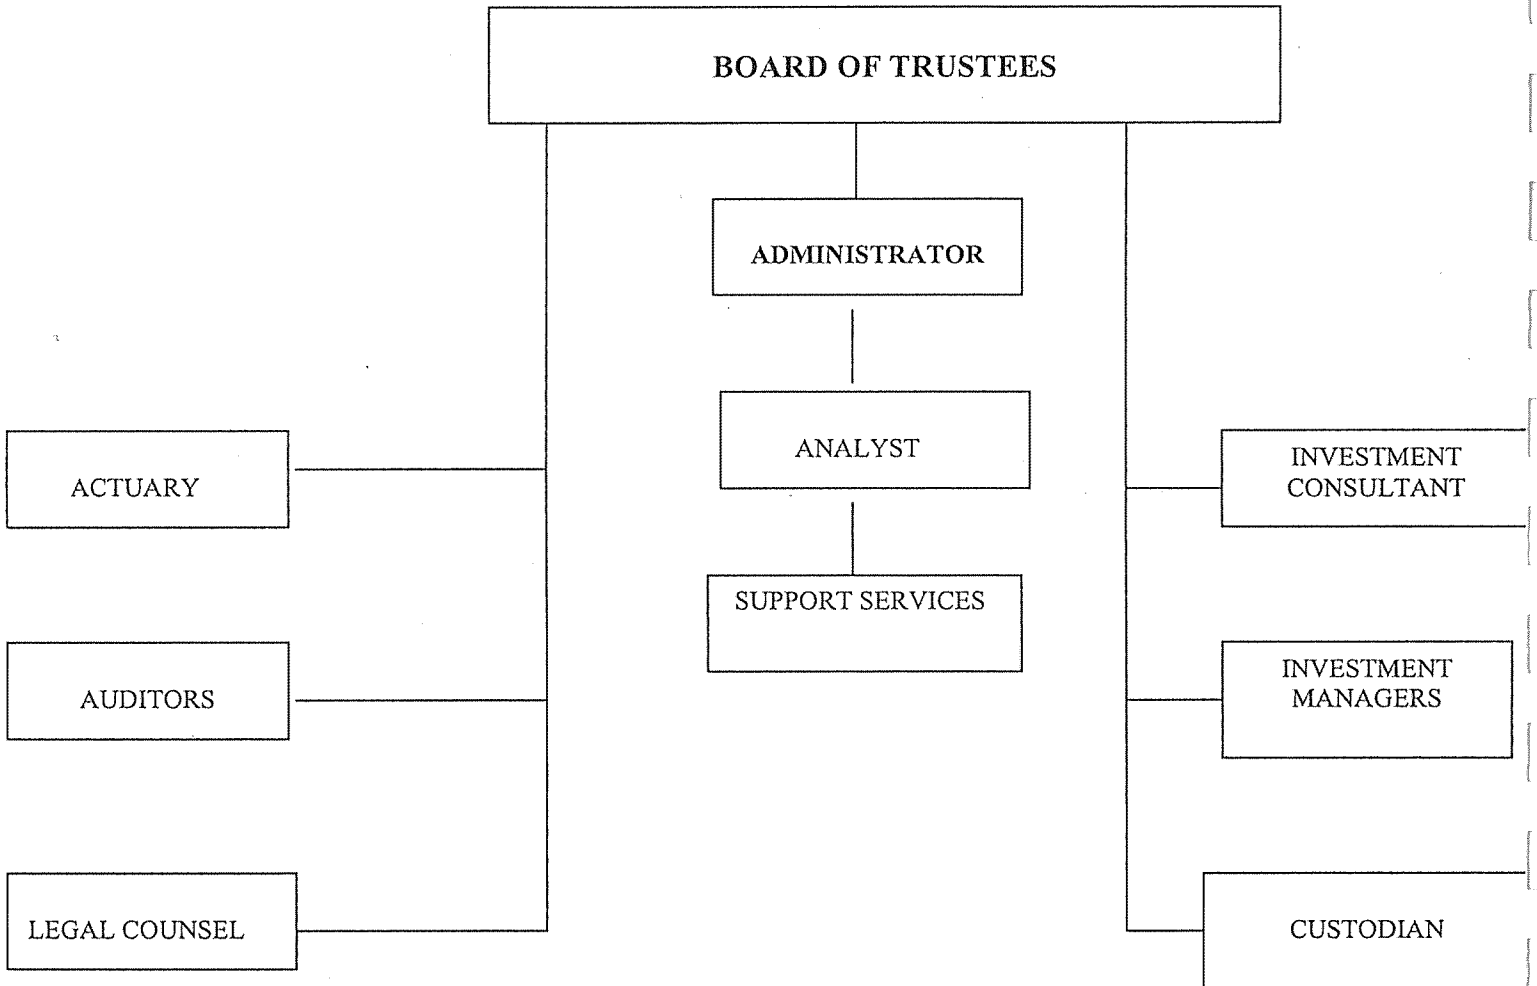 BOARD OF TRUSTEES
ADMINISTRATOR
ANALYST
SUPPORT SERVICES
ACTUARY
AUDITORS
LEGAL COUNSEL
INVESTMENT
CONSULTANT
INVESTMENT
MANAGERS
CUSTODIAN